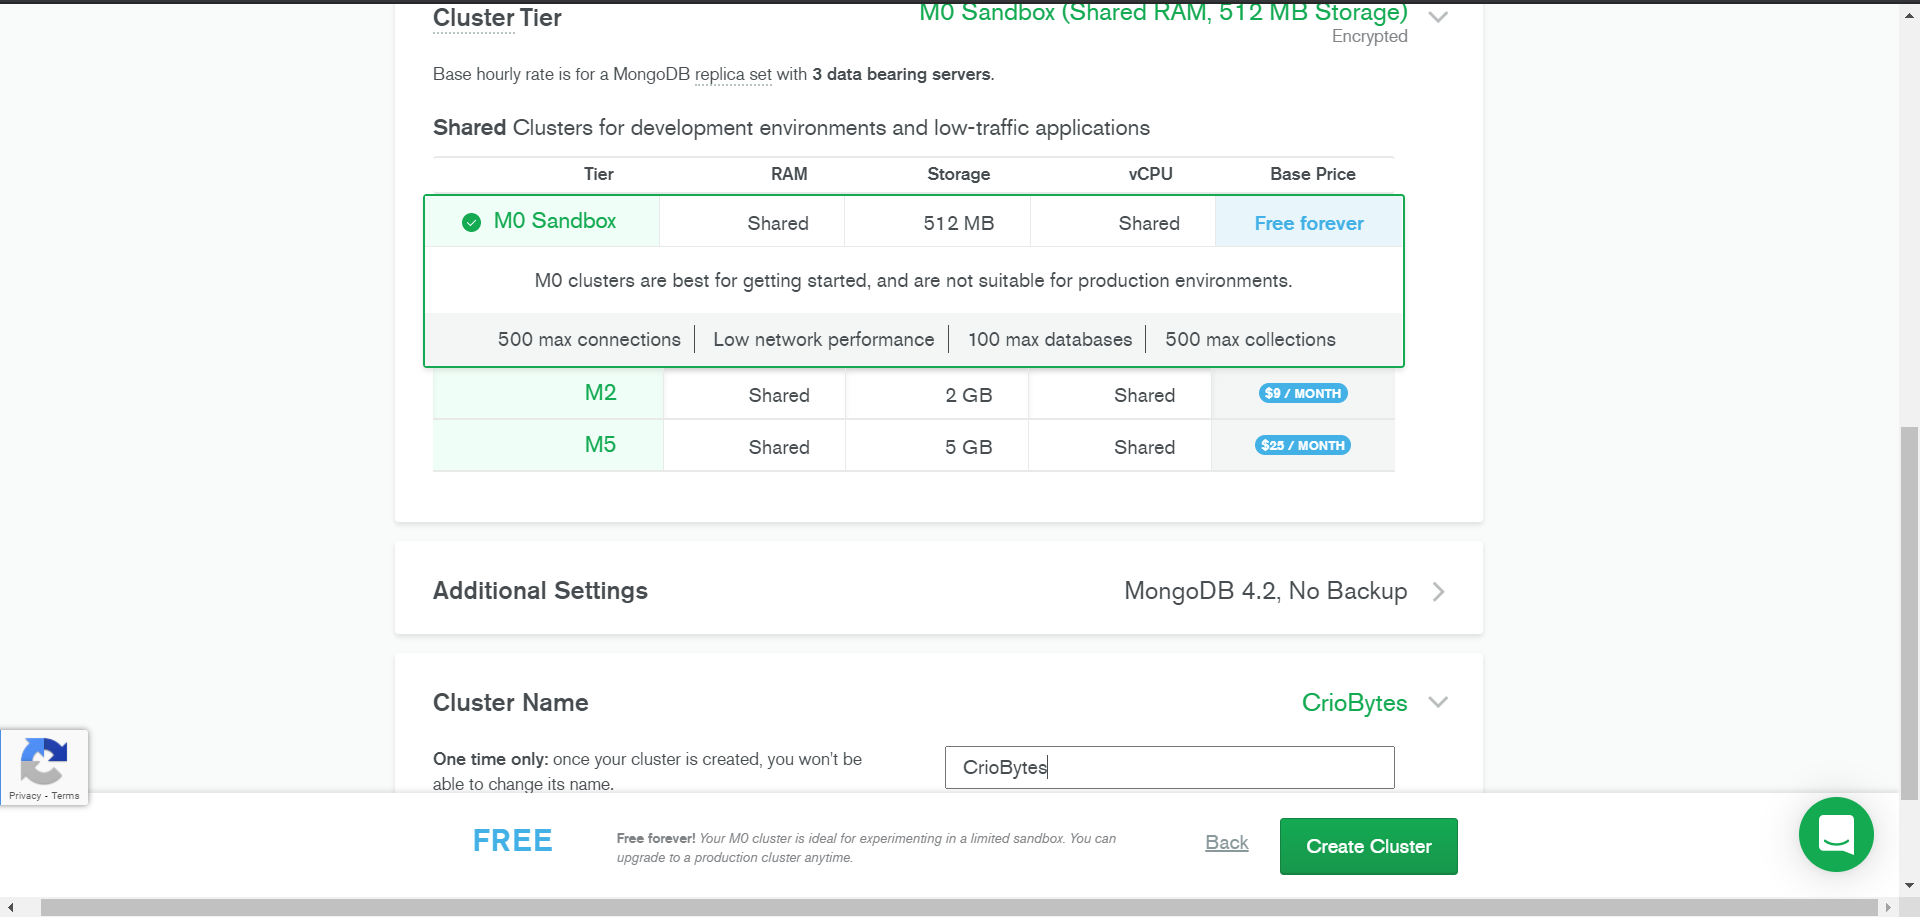 Cluster Tier
M0 Sandbox (Shared RAM, 512 MB Storage)
Encrypted
Base hourly rate is for a MongoDB replica set with 3 data bearing servers.
Shared Clusters for development environments and low-traffic applications
Tier RAM Storage vCPU Base Price
M0 Sandbox Shared 512 MB Shared Free forever
M0 clusters are best for getting started, and are not suitable for production environments.
500 max connections Low network performance 100 max databases 500 max collections
M2 Shared 2 GB Shared $9 / MONTH
M5 Shared 5 GB Shared $25 / MONTH
Additional Settings MongoDB 4.2, No Backup
Cluster Name CrioBytes
One time only: once your cluster is created, you won't be
able to change its name.
CrioBytes
Privacy - Terms
FREE
Free forever! Your M0 cluster is ideal for experimenting in a limited sandbox. You can
upgrade to a production cluster anytime.
Back
Create Cluster